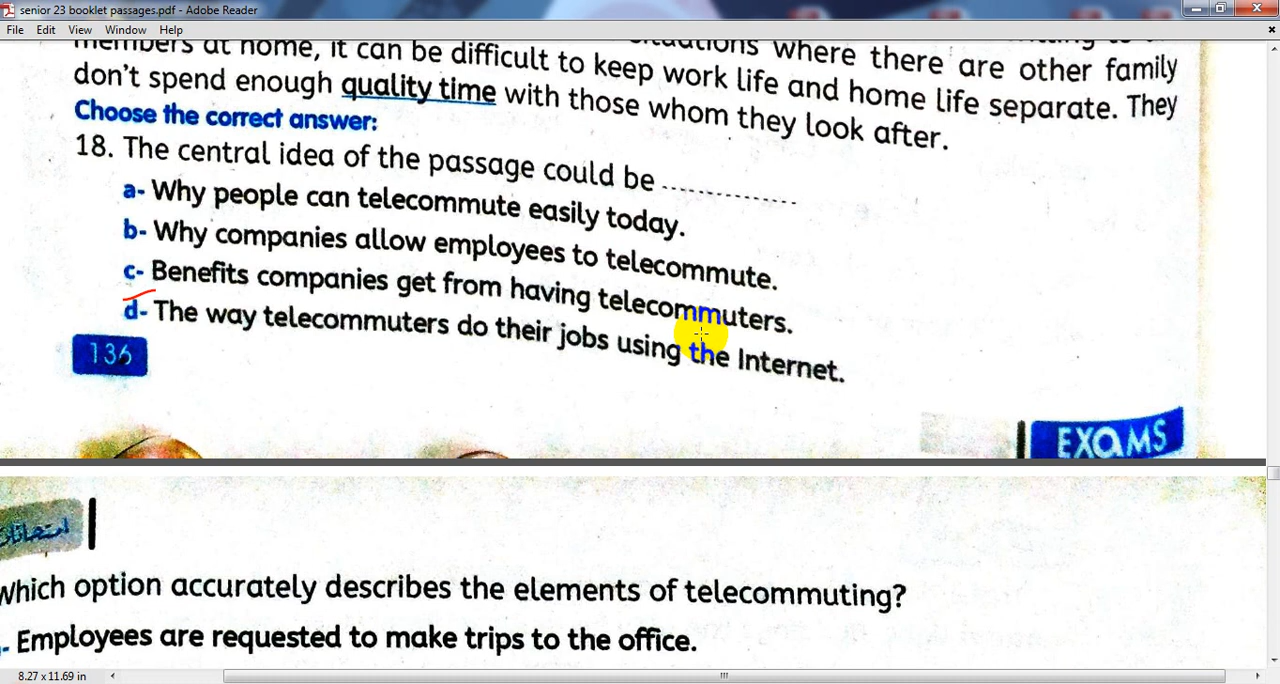 senior 23 booklet passages.pdf - Adobe Reader
File Edit View Window Help
where there are other family
members at home, it can be difficult to keep work life and home life separate. They
don't spend enough quality time with those whom they look after.
Choose the correct answer:
18. The central idea of the passage could be ....................
a- Why people can telecommute easily today.
b- Why companies allow employees to telecommute.
c- Benefits companies get from having telecommuters.
d- The way telecommuters do their jobs using the Internet.
136
EXAMS
امتحانات
Which option accurately describes the elements of telecommuting?
- Employees are requested to make trips to the office.
8.27 x 11.69 in